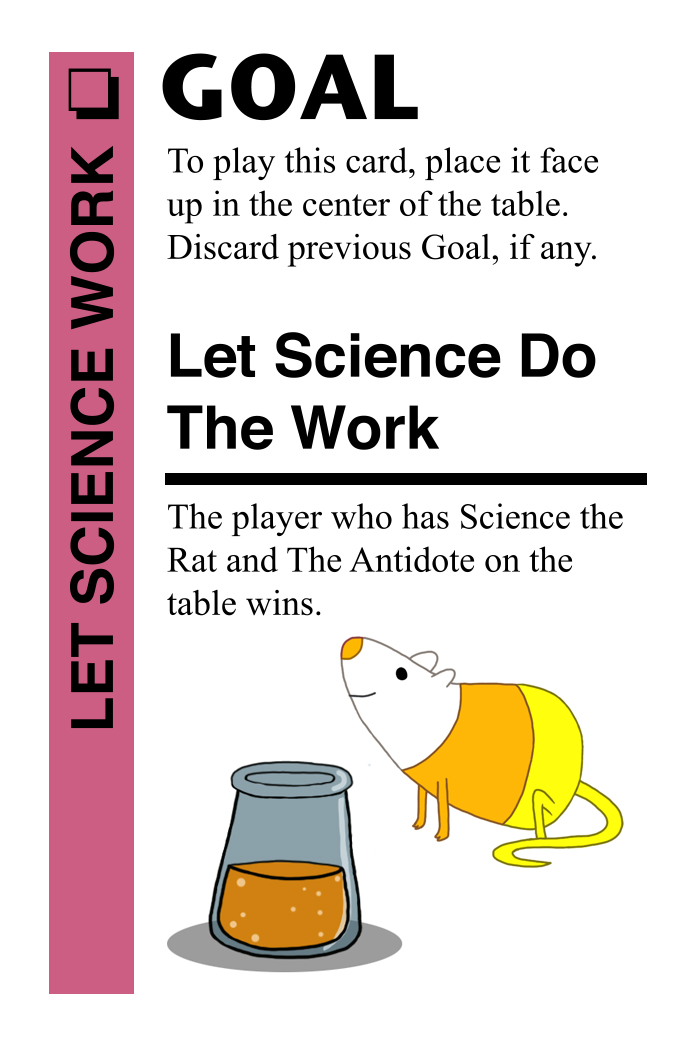 LET SCIENCE WORK
GOAL
To play this card, place it face
up in the center of the table.
Discard previous Goal, if any.
Let Science Do
The Work
The player who has Science the
Rat and The Antidote on the
table wins.